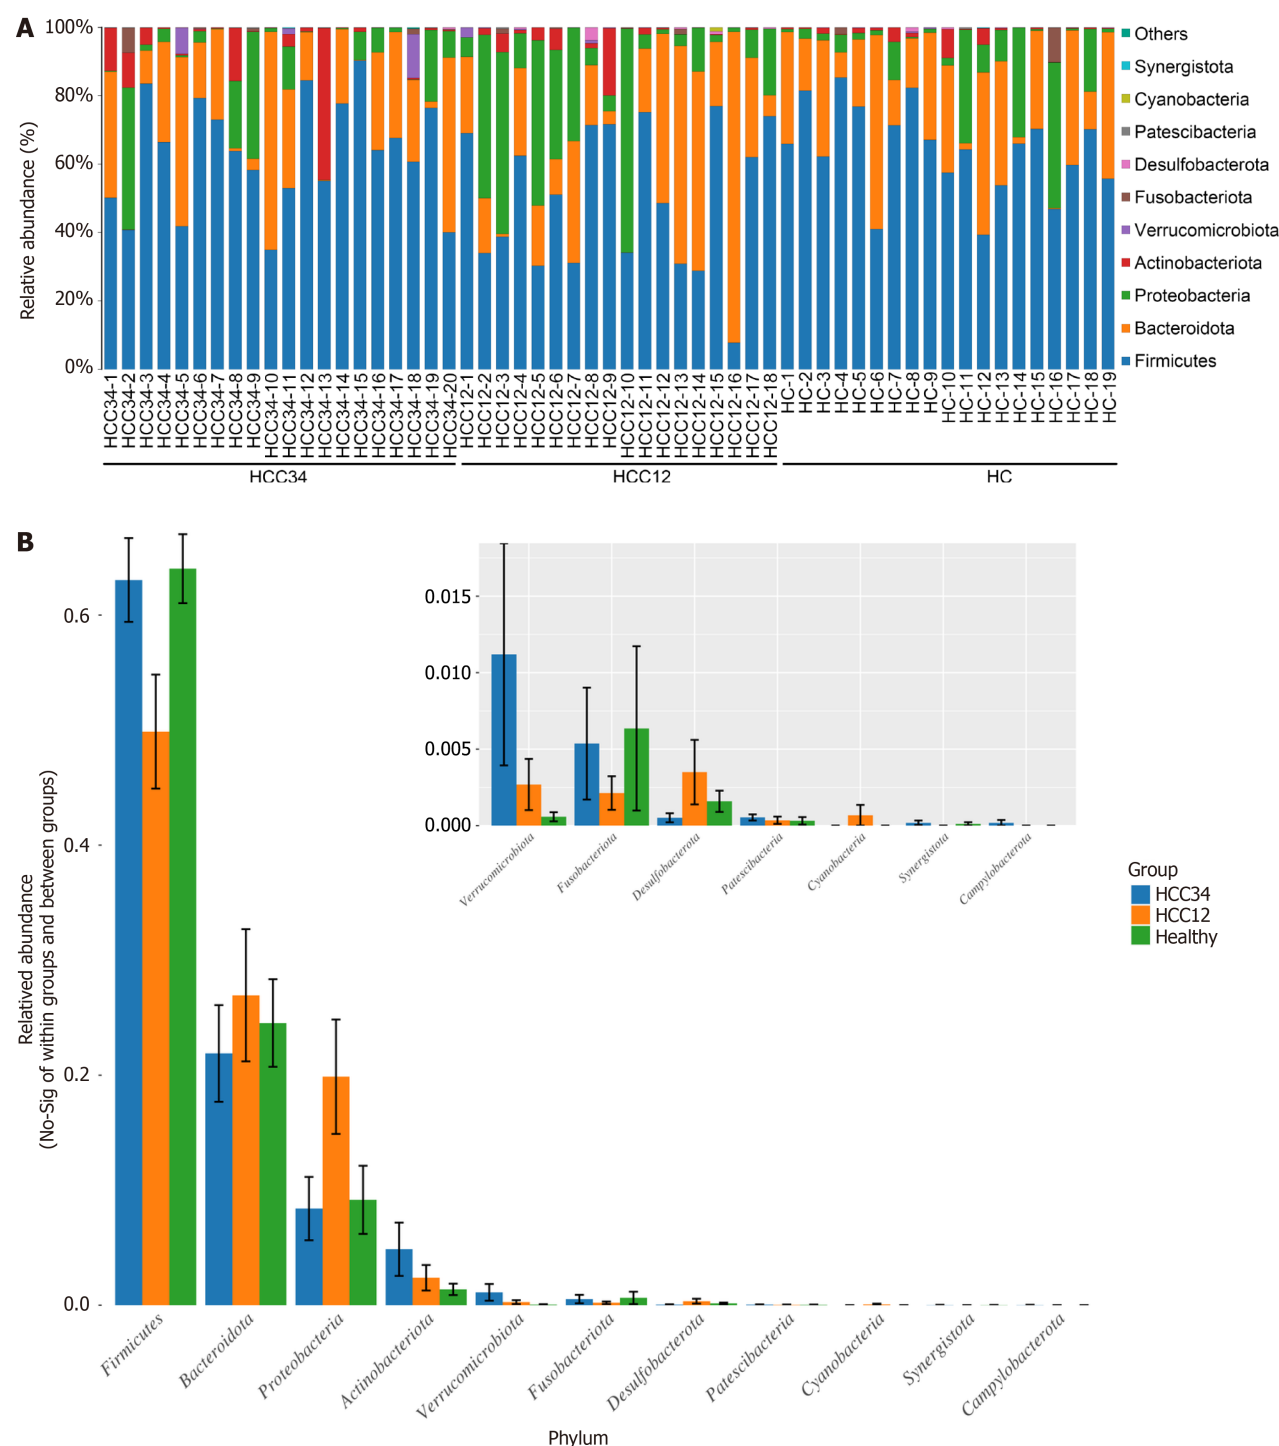 A
100%
80%
60%
40%
20%
0%
Relative abundance (%)
Others
Synergistota
Cyanobacteria
Patescibacteria
Desulfobacterota
Fusobacteriota
Verrucomicrobiota
Actinobacteriota
Proteobacteria
Bacteroidota
Firmicutes
HCC34-1
HCC34-2
HCC34-3
HCC34-4
HCC34-5
HCC34-6
HCC34-7
HCC34-8
HCC34-9
HCC34-10
HCC34-11
HCC34-12
HCC34-13
HCC34-14
HCC34-15
HCC34-16
HCC34-17
HCC34-18
HCC34-19
HCC34-20
HCC12-1
HCC12-2
HCC12-3
HCC12-4
HCC12-5
HCC12-6
HCC12-7
HCC12-8
HCC12-9
HCC12-10
HCC12-11
HCC12-12
HCC12-13
HCC12-14
HCC12-15
HCC12-16
HCC12-17
HCC12-18
HC-1
HC-2
HC-3
HC-4
HC-5
HC-6
HC-7
HC-8
HC-9
HC-10
HC-11
HC-12
HC-13
HC-14
HC-15
HC-16
HC-17
HC-18
HC-19
HCC34
HCC12
HC
B
0.6
0.4
0.2
0.0
Relatived abundance
(No-Sig of within groups and between groups)
0.015
0.010
0.005
0.000
Verrucomicrobiota
Fusobacteriota
Desulfobacterota
Patescibacteria
Cyanobacteria
Synergistota
Campylobacterota
Group
HCC34
HCC12
Healthy
Firmicutes
Bacteroidota
Proteobacteria
Actinobacteriota
Verrucomicrobiota
Fusobacteriota
Desulfobacterota
Patescibacteria
Cyanobacteria
Synergistota
Campylobacterota
Phylum